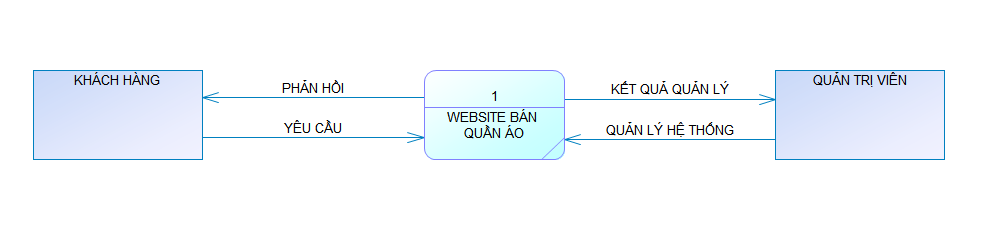 KHÁCH HÀNG
PHẢN HỒI
YÊU CẦU
1
WEBSITE BÁN
QUẦN ÁO
KẾT QUẢ QUẢN LÝ
QUẢN LÝ HỆ THỐNG
QUẢN TRỊ VIÊN